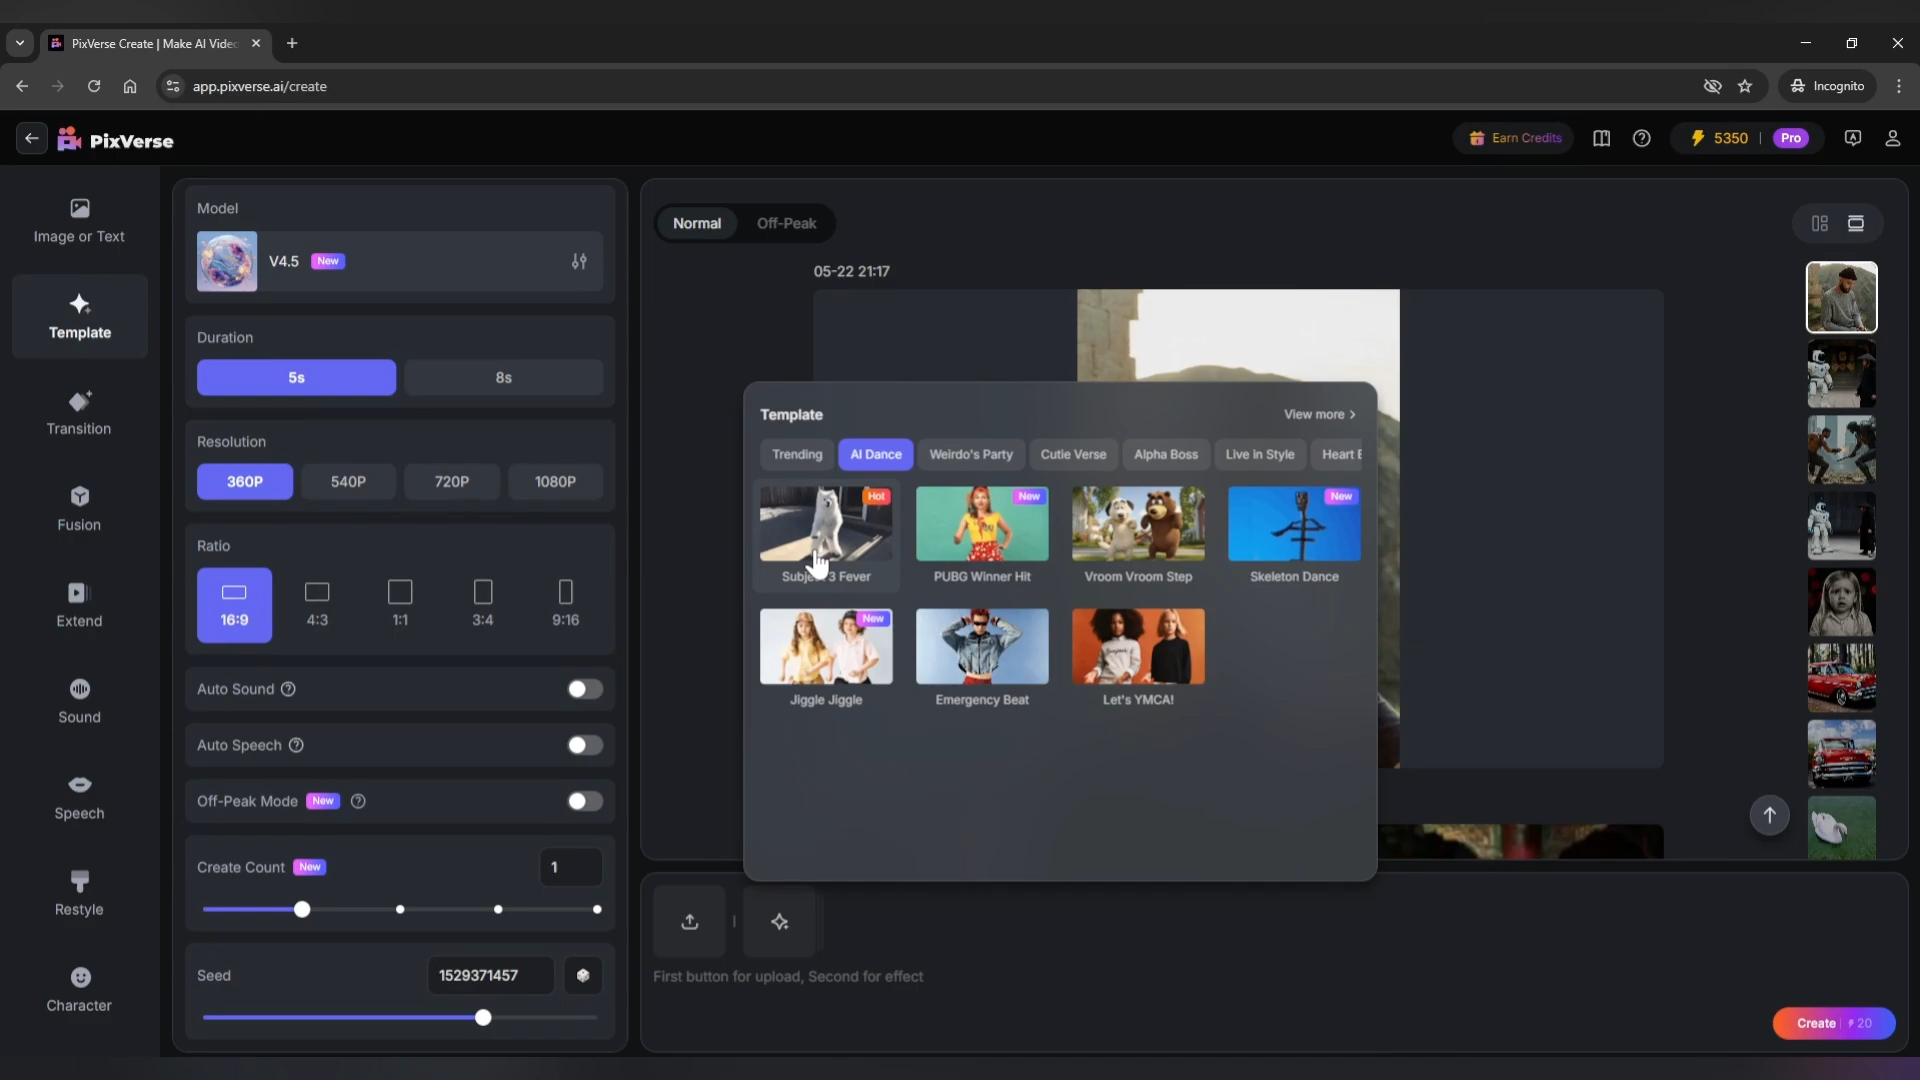 PixVerse Create | Make AI Videc
app.pixverse.ai/create
Incognito
PixVerse
Earn Credits
5350
Pro
Image or Text
Template
Transition
Fusion
Extend
Sound
Speech
Restyle
Character
Model
V4.5
New
Duration
5s
8s
Resolution
360P
540P
720P
1080P
Ratio
16:9
4:3
1:1
3:4
9:16
Auto Sound
Auto Speech
Off-Peak Mode
New
Create Count
New
1
Seed
1529371457
Normal
Off-Peak
05-22 21:17
Template
View more
Trending
AI Dance
Weirdo's Party
Cutie Verse
Alpha Boss
Live in Style
Heart
Hot
3 Fever
New
PUBG Winner Hit
Vroom Vroom Step
New
Skeleton Dance
New
Jiggle Jiggle
Emergency Beat
Let's YMCA!
First button for upload, Second for effect
Create
20